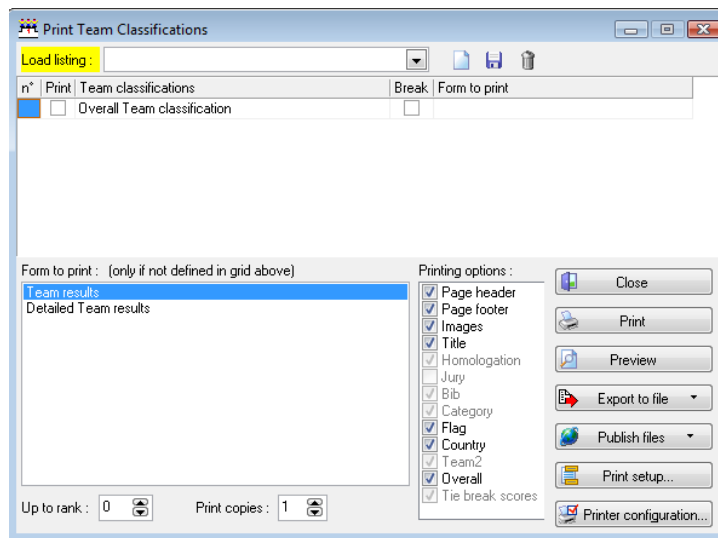 Print Team Classifications
Load listing :
n° Print Team classifications Break Form to print
Overall Team classification
Form to print : (only if not defined in grid above)
Team results
Detailed Team results
Up to rank : 0 Print copies : 1
Printing options :
Page header
Page footer
Images
Title
Homologation
Jury
Bib
Category
Flag
Country
Team2
Overall
Tie break scores
Close
Print
Preview
Export to file
Publish files
Print setup...
Printer configuration...